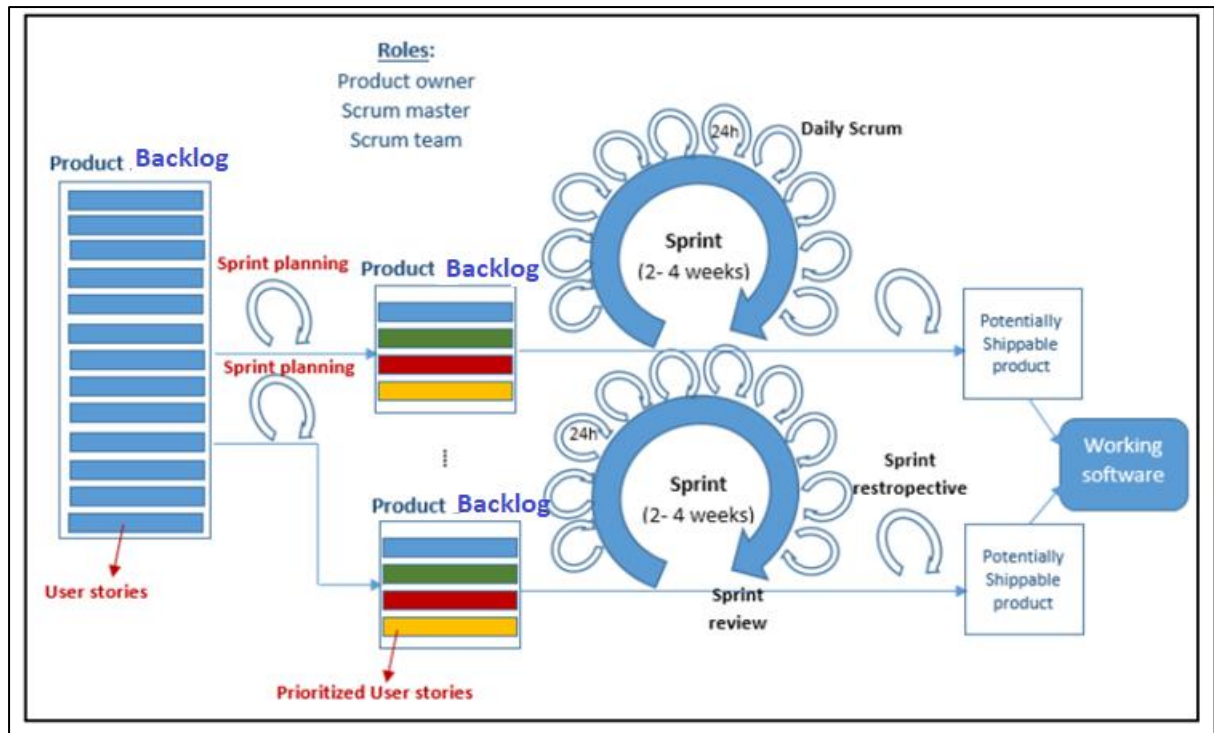 Roles:
Product owner
Scrum master
Scrum team
Product Backlog
24h
Daily Scrum
Sprint planning
Product Backlog
Sprint
(2- 4 weeks)
Sprint planning
Potentially
Shippable
product
24h
Working
software
Sprint
restropective
Product Backlog
Sprint
(2- 4 weeks)
Potentially
Shippable
product
User stories
Sprint
review
Prioritized User stories